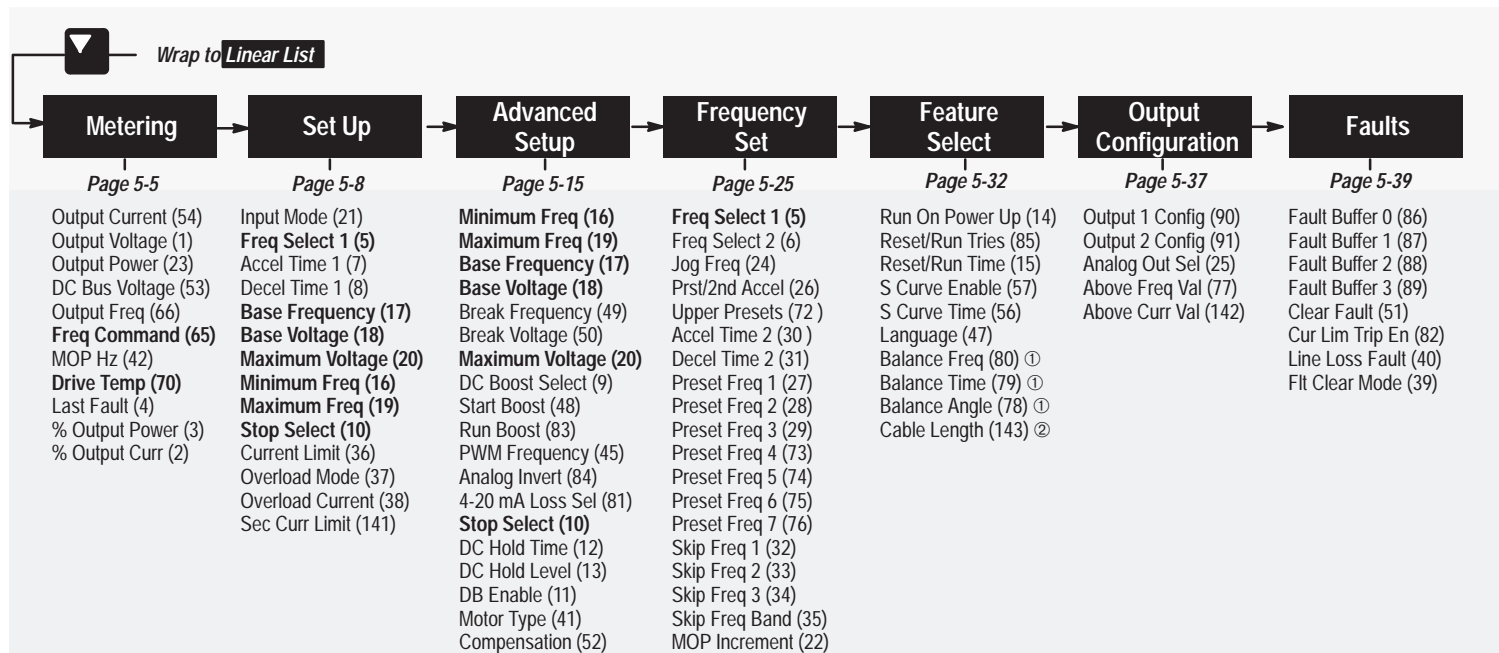 Wrap to Linear List
Metering
Page 5-5
Output Current (54)
Output Voltage (1)
Output Power (23)
DC Bus Voltage (53)
Output Freq (66)
Freq Command (65)
MOP Hz (42)
Drive Temp (70)
Last Fault (4)
% Output Power (3)
% Output Curr (2)
Set Up
Page 5-8
Input Mode (21)
Freq Select 1 (5)
Accel Time 1 (7)
Decel Time 1 (8)
Base Frequency (17)
Base Voltage (18)
Maximum Voltage (20)
Minimum Freq (16)
Maximum Freq (19)
Stop Select (10)
Current Limit (36)
Overload Mode (37)
Overload Current (38)
Sec Curr Limit (141)
Advanced
Setup
Page 5-15
Minimum Freq (16)
Maximum Freq (19)
Base Frequency (17)
Base Voltage (18)
Break Frequency (49)
Break Voltage (50)
Maximum Voltage (20)
DC Boost Select (9)
Start Boost (48)
Run Boost (83)
PWM Frequency (45)
Analog Invert (84)
4-20 mA Loss Sel (81)
Stop Select (10)
DC Hold Time (12)
DC Hold Level (13)
DB Enable (11)
Motor Type (41)
Compensation (52)
Frequency
Set
Page 5-25
Freq Select 1 (5)
Freq Select 2 (6)
Jog Freq (24)
Prst/2nd Accel (26)
Upper Presets (72 )
Accel Time 2 (30 )
Decel Time 2 (31)
Preset Freq 1 (27)
Preset Freq 2 (28)
Preset Freq 3 (29)
Preset Freq 4 (73)
Preset Freq 5 (74)
Preset Freq 6 (75)
Preset Freq 7 (76)
Skip Freq 1 (32)
Skip Freq 2 (33)
Skip Freq 3 (34)
Skip Freq Band (35)
MOP Increment (22)
Feature
Select
Page 5-32
Run On Power Up (14)
Reset/Run Tries (85)
Reset/Run Time (15)
S Curve Enable (57)
S Curve Time (56)
Language (47)
Balance Freq (80) ①
Balance Time (79) ①
Balance Angle (78) ①
Cable Length (143) ②
Output
Configuration
Page 5-37
Output 1 Config (90)
Output 2 Config (91)
Analog Out Sel (25)
Above Freq Val (77)
Above Curr Val (142)
Faults
Page 5-39
Fault Buffer 0 (86)
Fault Buffer 1 (87)
Fault Buffer 2 (88)
Fault Buffer 3 (89)
Clear Fault (51)
Cur Lim Trip En (82)
Line Loss Fault (40)
Flt Clear Mode (39)